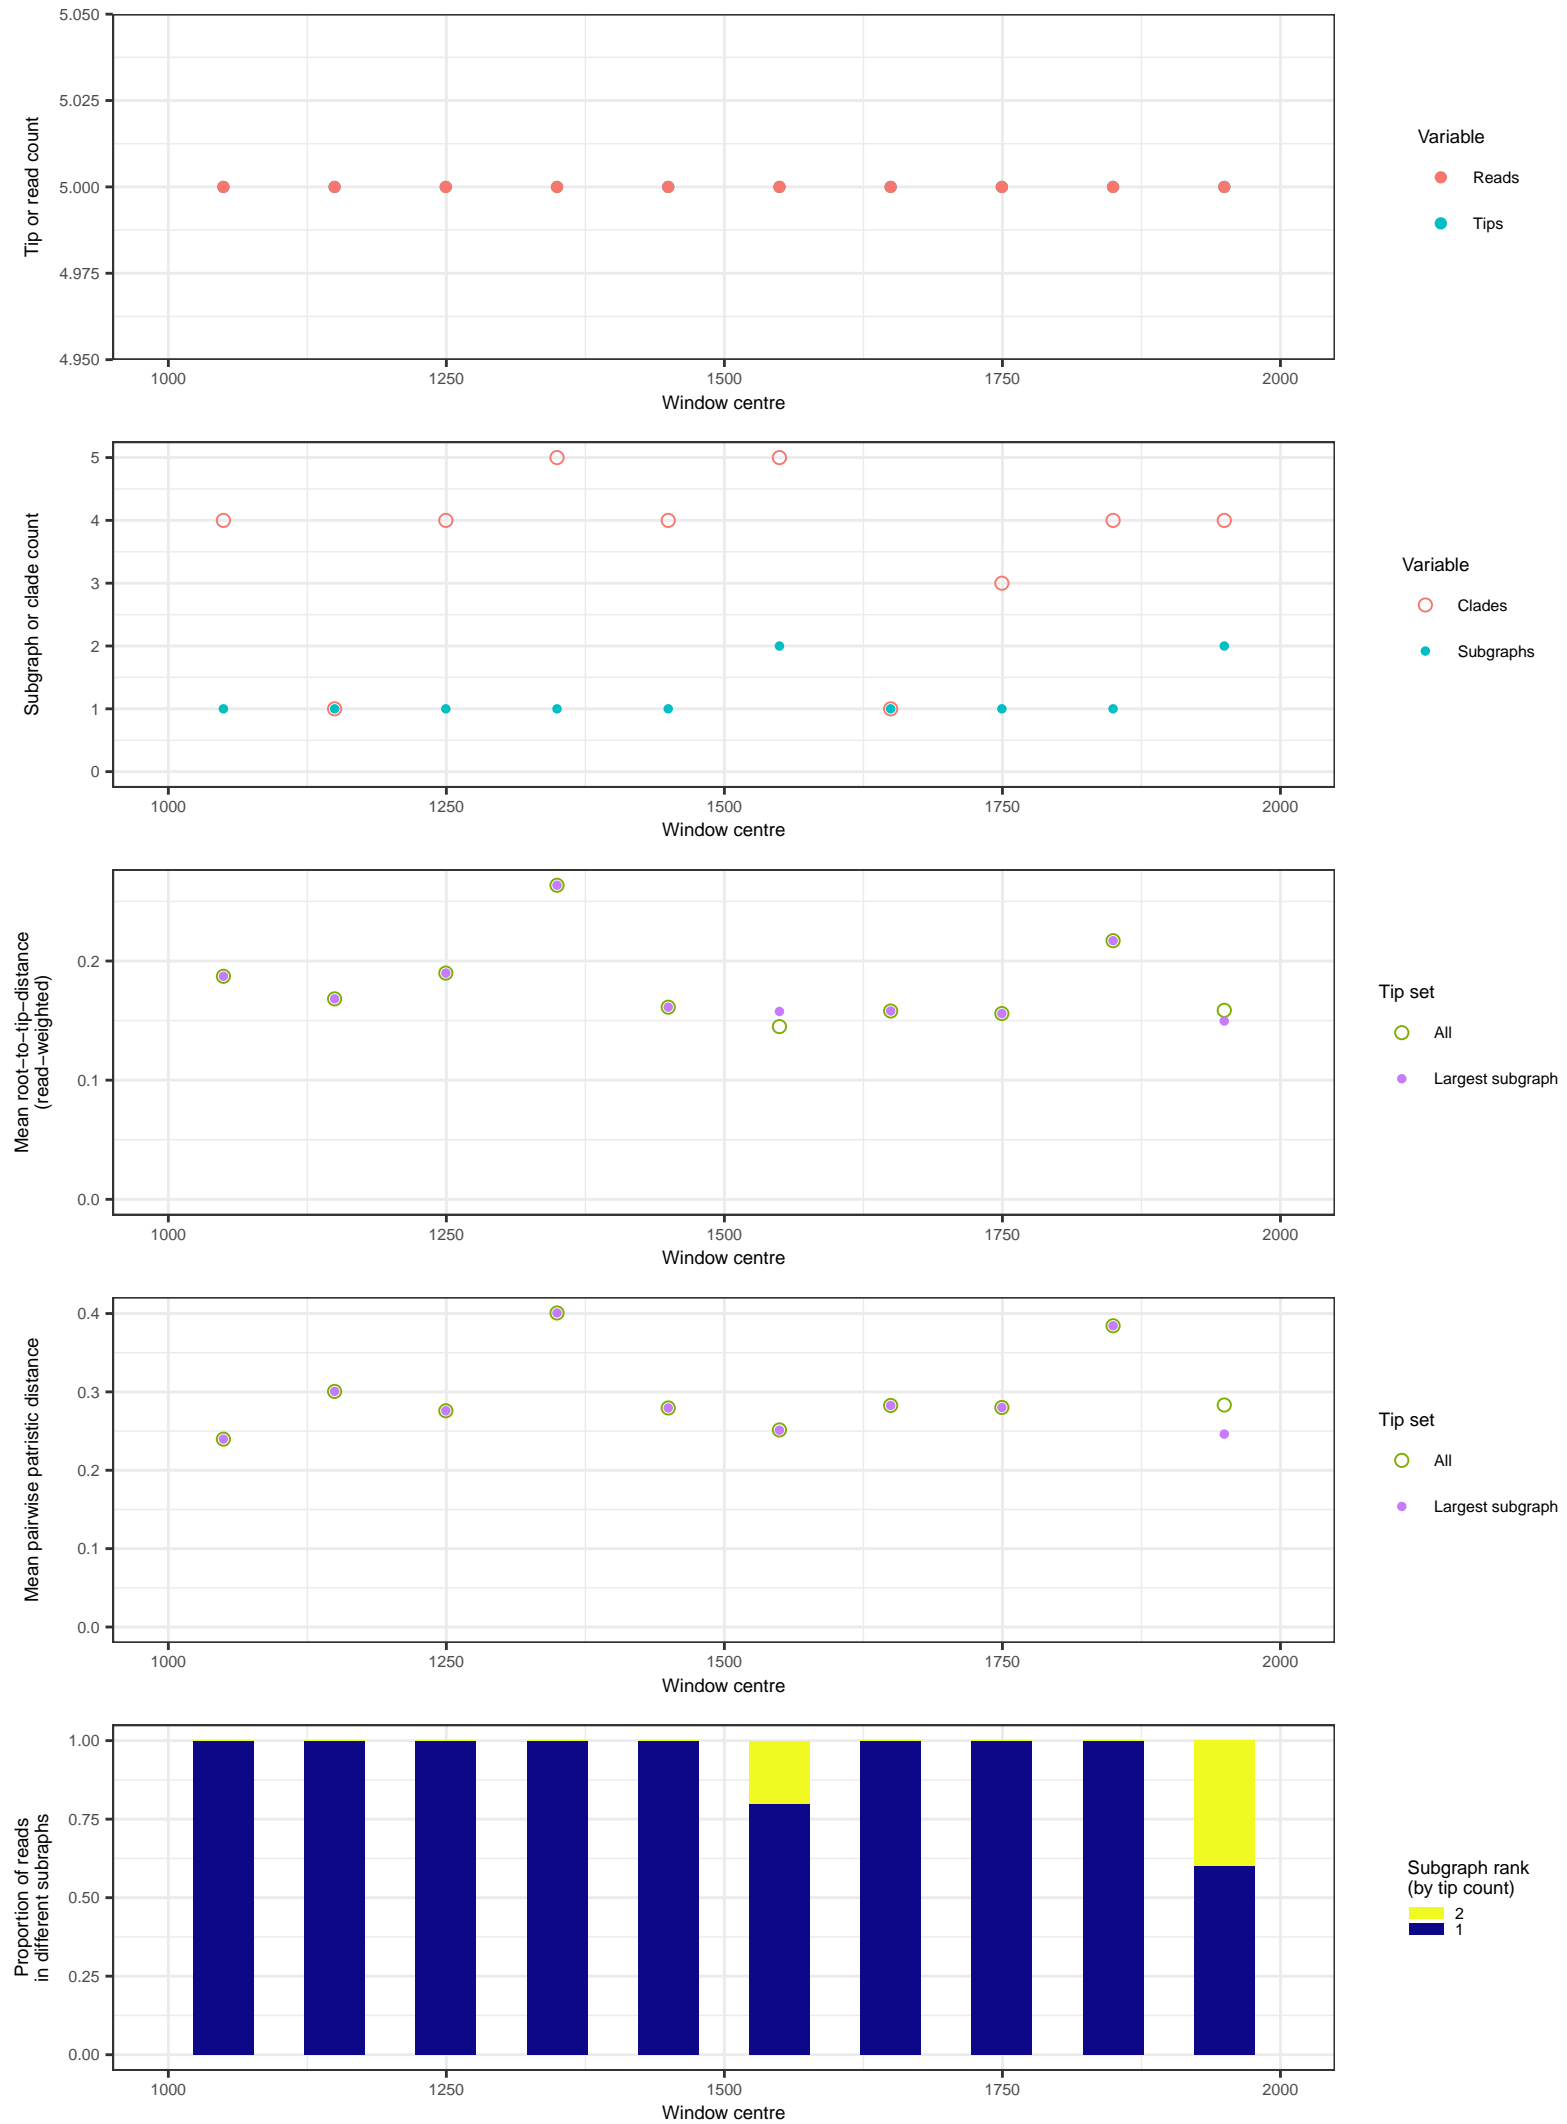 5.050
5.025
5.000
4.975
4.950
Tip or read count
1000 1250 1500 1750 2000
Window centre
Variable
Reads
Tips
5
4
3
2
1
0
Subgraph or clade count
1000 1250 1500 1750 2000
Window centre
Variable
Clades
Subgraphs
0.2
0.1
0.0
Mean root−to−tip−distance
(read−weighted)
1000 1250 1500 1750 2000
Window centre
Tip set
All
Largest subgraph
0.4
0.3
0.2
0.1
0.0
Mean pairwise patristic distance
1000 1250 1500 1750 2000
Window centre
Tip set
All
Largest subgraph
1.00
0.75
0.50
0.25
0.00
Proportion of reads
in different subraphs
1000 1250 1500 1750 2000
Window centre
Subgraph rank
(by tip count)
2
1